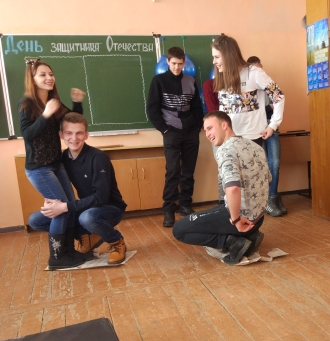 День защитника Отечества